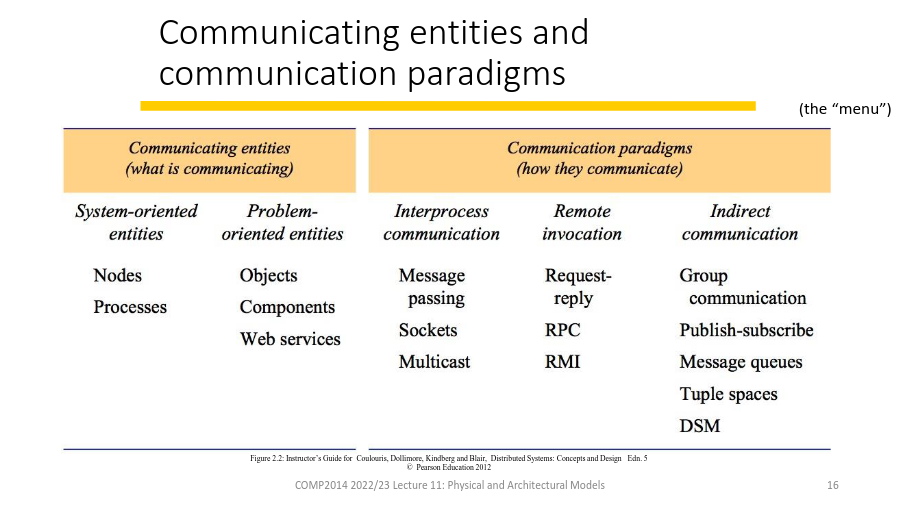 Communicating entities and
communication paradigms
(the “menu”)
Communicating entities
(what is communicating)
Communication paradigms
(how they communicate)
System-oriented
entities
Problem-
oriented entities
Interprocess
communication
Remote
invocation
Indirect
communication
Nodes
Processes
Objects
Components
Web services
Message
passing
Sockets
Multicast
Request-
reply
RPC
RMI
Group
communication
Publish-subscribe
Message queues
Tuple spaces
DSM
Figure 2.2: Instructor’s Guide for Coulouris, Dollimore, Kindberg and Blair, Distributed Systems: Concepts and Design Edn. 5
© Pearson Education 2012
COMP2014 2022/23 Lecture 11: Physical and Architectural Models
16